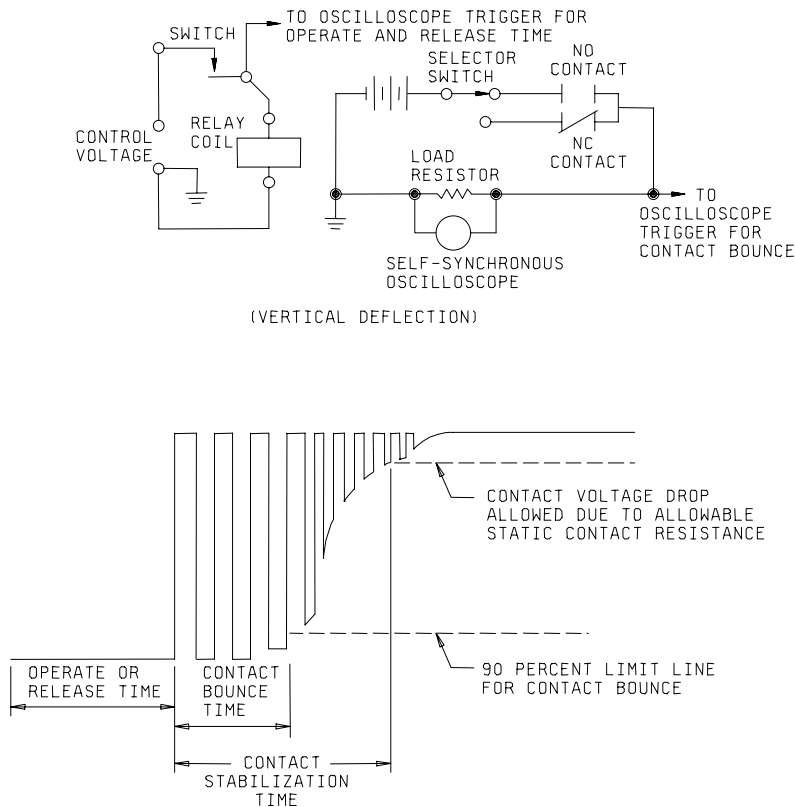 TO OSCILLOSCOPE TRIGGER FOR
OPERATE AND RELEASE TIME
SWITCH
CONTROL
VOLTAGE
RELAY
COIL
SELECTOR
SWITCH
NO
CONTACT
NC
CONTACT
LOAD
RESISTOR
TO
OSCILLOSCOPE
TRIGGER FOR
CONTACT BOUNCE
SELF-SYNCHRONOUS
OSCILLOSCOPE
(VERTICAL DEFLECTION)
CONTACT VOLTAGE DROP
ALLOWED DUE TO ALLOWABLE
STATIC CONTACT RESISTANCE
90 PERCENT LIMIT LINE
FOR CONTACT BOUNCE
OPERATE OR
RELEASE TIME
CONTACT
BOUNCE
TIME
CONTACT
STABILIZATION
TIME